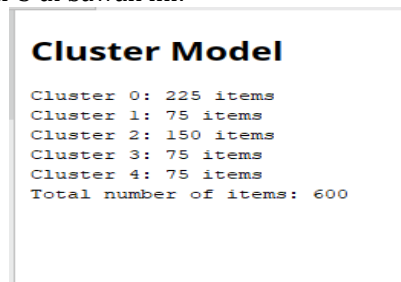 Cluster Model
Cluster 0: 225 items
Cluster 1: 75 items
Cluster 2: 150 items
Cluster 3: 75 items
Cluster 4: 75 items
Total number of items: 600